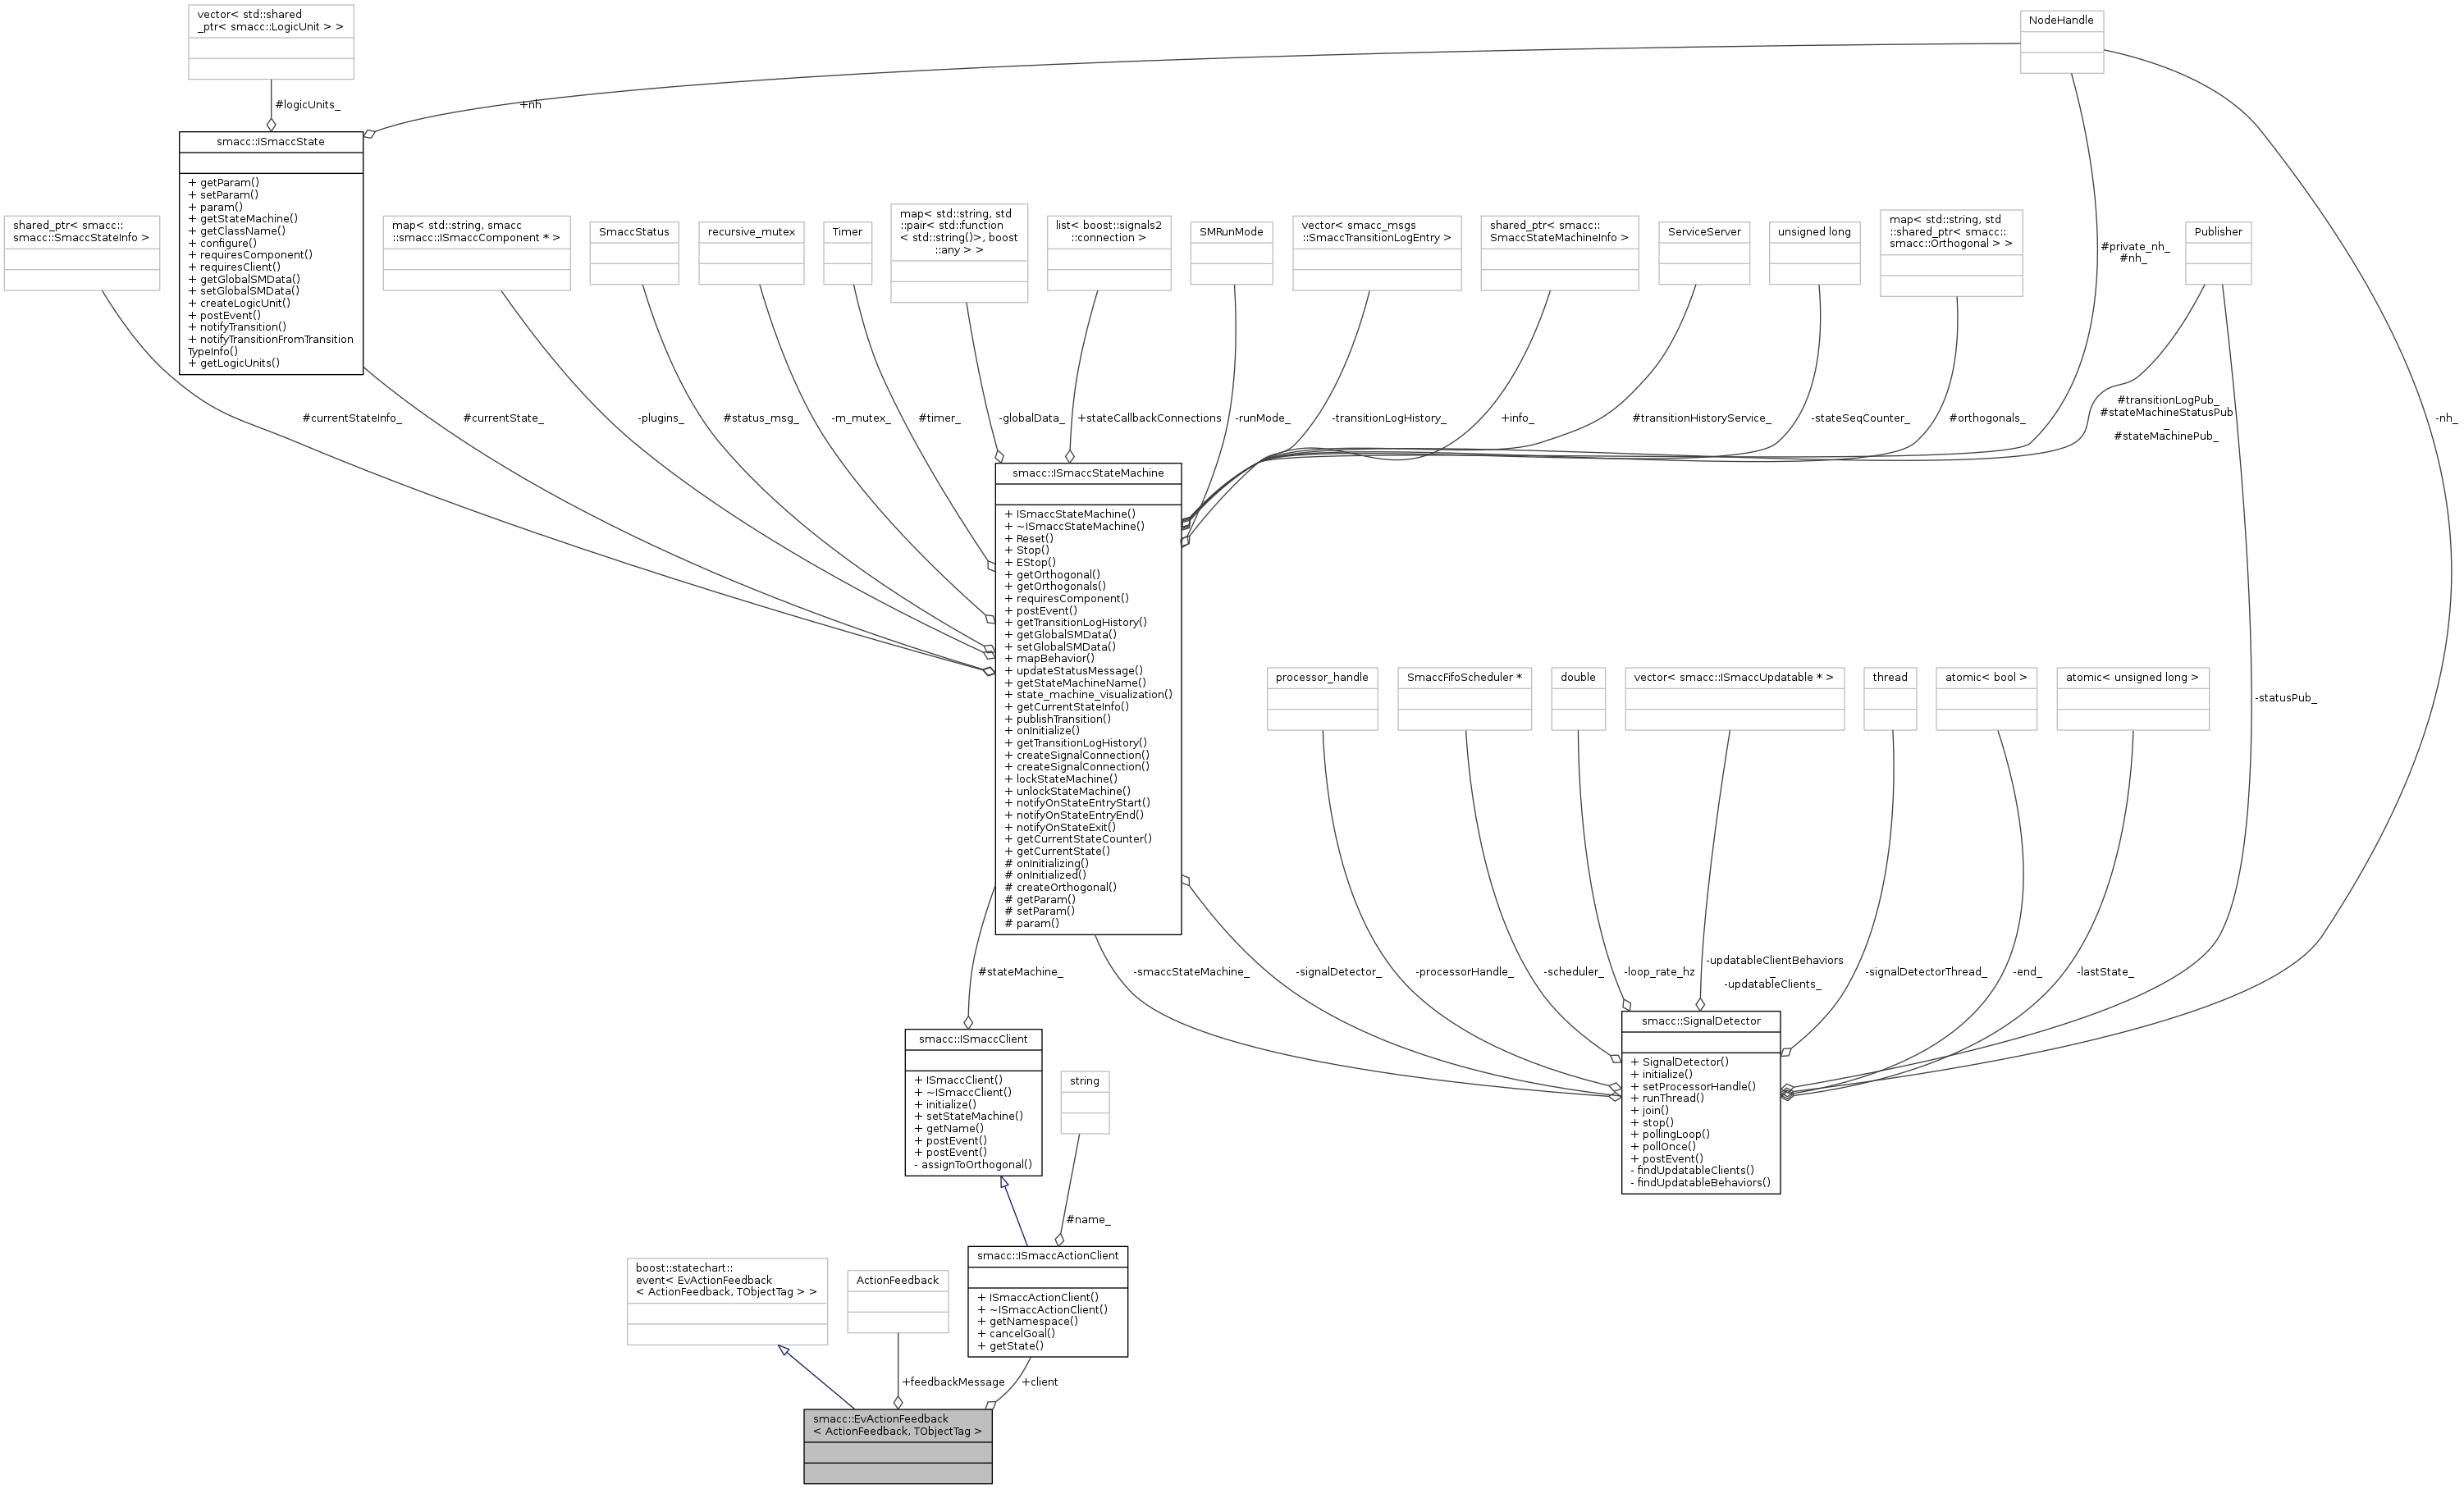 vector< std::shared
_ptr< smacc::LogicUnit > >
NodeHandle
#logicUnits_
+nh
smacc::ISmaccState
+ getParam()
+ setParam()
+ param()
+ getStateMachine()
+ getClassName()
+ configure()
+ requiresComponent()
+ requiresClient()
+ getGlobalSMData()
+ setGlobalSMData()
+ createLogicUnit()
+ postEvent()
+ notifyTransition()
+ notifyTransitionFromTransition
TypeInfo()
+ getLogicUnits()
shared_ptr< smacc::
smacc::SmaccStateInfo >
map< std::string, smacc
::smacc::ISmaccComponent * >
SmaccStatus
recursive_mutex
Timer
map< std::string, std
::pair< std::function
< std::string()>, boost
::any > >
list< boost::signals2
::connection >
SMRunMode
vector< smacc_msgs
::SmaccTransitionLogEntry >
shared_ptr< smacc::
SmaccStateMachineInfo >
ServiceServer
unsigned long
map< std::string, std
::shared_ptr< smacc::
smacc::Orthogonal > >
#private_nh_
#nh_
Publisher
#currentStateInfo_
#currentState_
-plugins_
#status_msg_
-m_mutex_
#timer_
-globalData_
+stateCallbackConnections
-runMode_
-transitionLogHistory_
+info_
#transitionHistoryService_
-stateSeqCounter_
#orthogonals_
#transitionLogPub_
#stateMachineStatusPub
_
#stateMachinePub_
-nh_
smacc::ISmaccStateMachine
+ ISmaccStateMachine()
+ ~ISmaccStateMachine()
+ Reset()
+ Stop()
+ EStop()
+ getOrthogonal()
+ getOrthogonals()
+ requiresComponent()
+ postEvent()
+ getTransitionLogHistory()
+ getGlobalSMData()
+ setGlobalSMData()
+ mapBehavior()
+ updateStatusMessage()
+ getStateMachineName()
+ state_machine_visualization()
+ getCurrentStateInfo()
+ publishTransition()
+ onInitialize()
+ getTransitionLogHistory()
+ createSignalConnection()
+ createSignalConnection()
+ lockStateMachine()
+ unlockStateMachine()
+ notifyOnStateEntryStart()
+ notifyOnStateEntryEnd()
+ notifyOnStateExit()
+ getCurrentStateCounter()
+ getCurrentState()
# onInitializing()
# onInitialized()
# createOrthogonal()
# getParam()
# setParam()
# param()
processor_handle
SmaccFifoScheduler *
double
vector< smacc::ISmaccUpdatable * >
thread
atomic< bool >
atomic< unsigned long >
-statusPub_
#stateMachine_
-smaccStateMachine_
-signalDetector_
-processorHandle_
-scheduler_
-loop_rate_hz
-updatableClientBehaviors
_
-updatableClients_
-signalDetectorThread_
-end_
-lastState_
smacc::SignalDetector
+ SignalDetector()
+ initialize()
+ setProcessorHandle()
+ runThread()
+ join()
+ stop()
+ pollingLoop()
+ pollOnce()
+ postEvent()
- findUpdatableClients()
- findUpdatableBehaviors()
smacc::ISmaccClient
+ ISmaccClient()
+ ~ISmaccClient()
+ initialize()
+ setStateMachine()
+ getName()
+ postEvent()
+ postEvent()
- assignToOrthogonal()
string
#name_
smacc::ISmaccActionClient
+ ISmaccActionClient()
+ ~ISmaccActionClient()
+ getNamespace()
+ cancelGoal()
+ getState()
boost::statechart::
event< EvActionFeedback
< ActionFeedback, TObjectTag > >
ActionFeedback
+feedbackMessage
+client
smacc::EvActionFeedback
< ActionFeedback, TObjectTag >